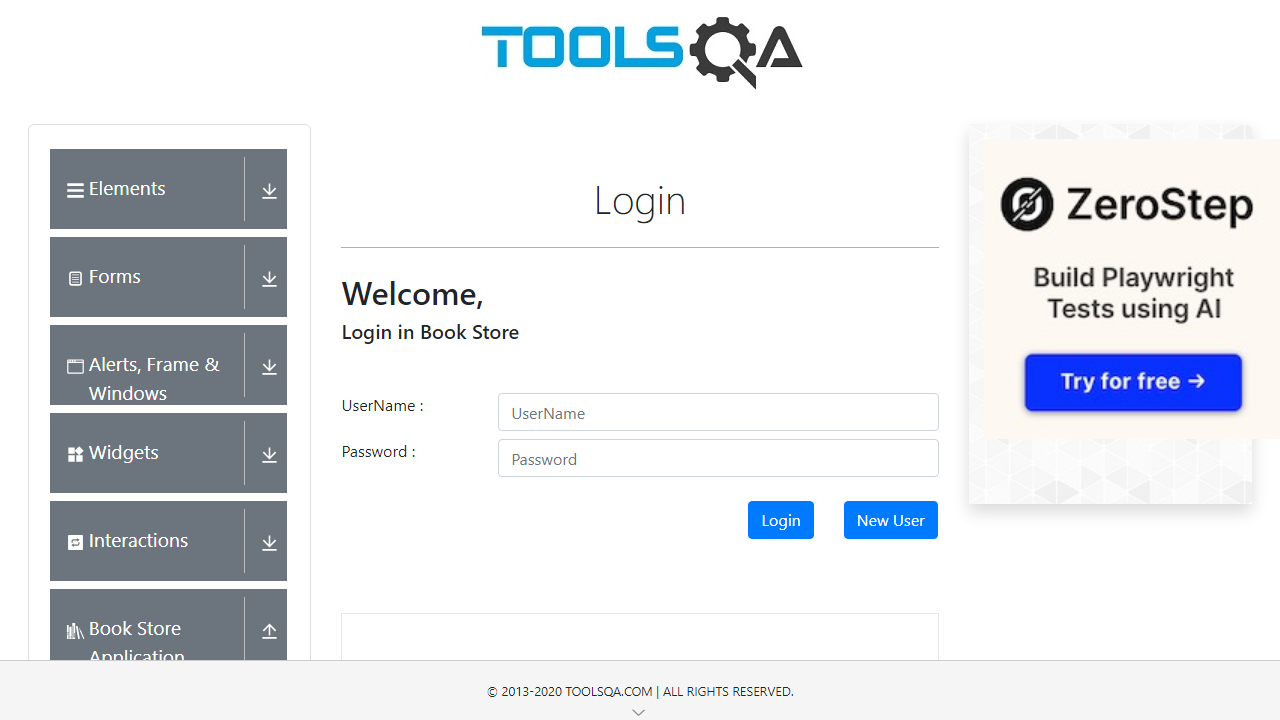 TOOLSQA
Elements
Forms
Alerts, Frame &
Windows
Widgets
Interactions
Book Store
Application
Login
Welcome,
Login in Book Store
UserName :
UserName
Password :
Password
Login
New User
ZeroStep
Build Playwright
Tests using AI
Try for free →
© 2013-2020 TOOLSQA.COM | ALL RIGHTS RESERVED.